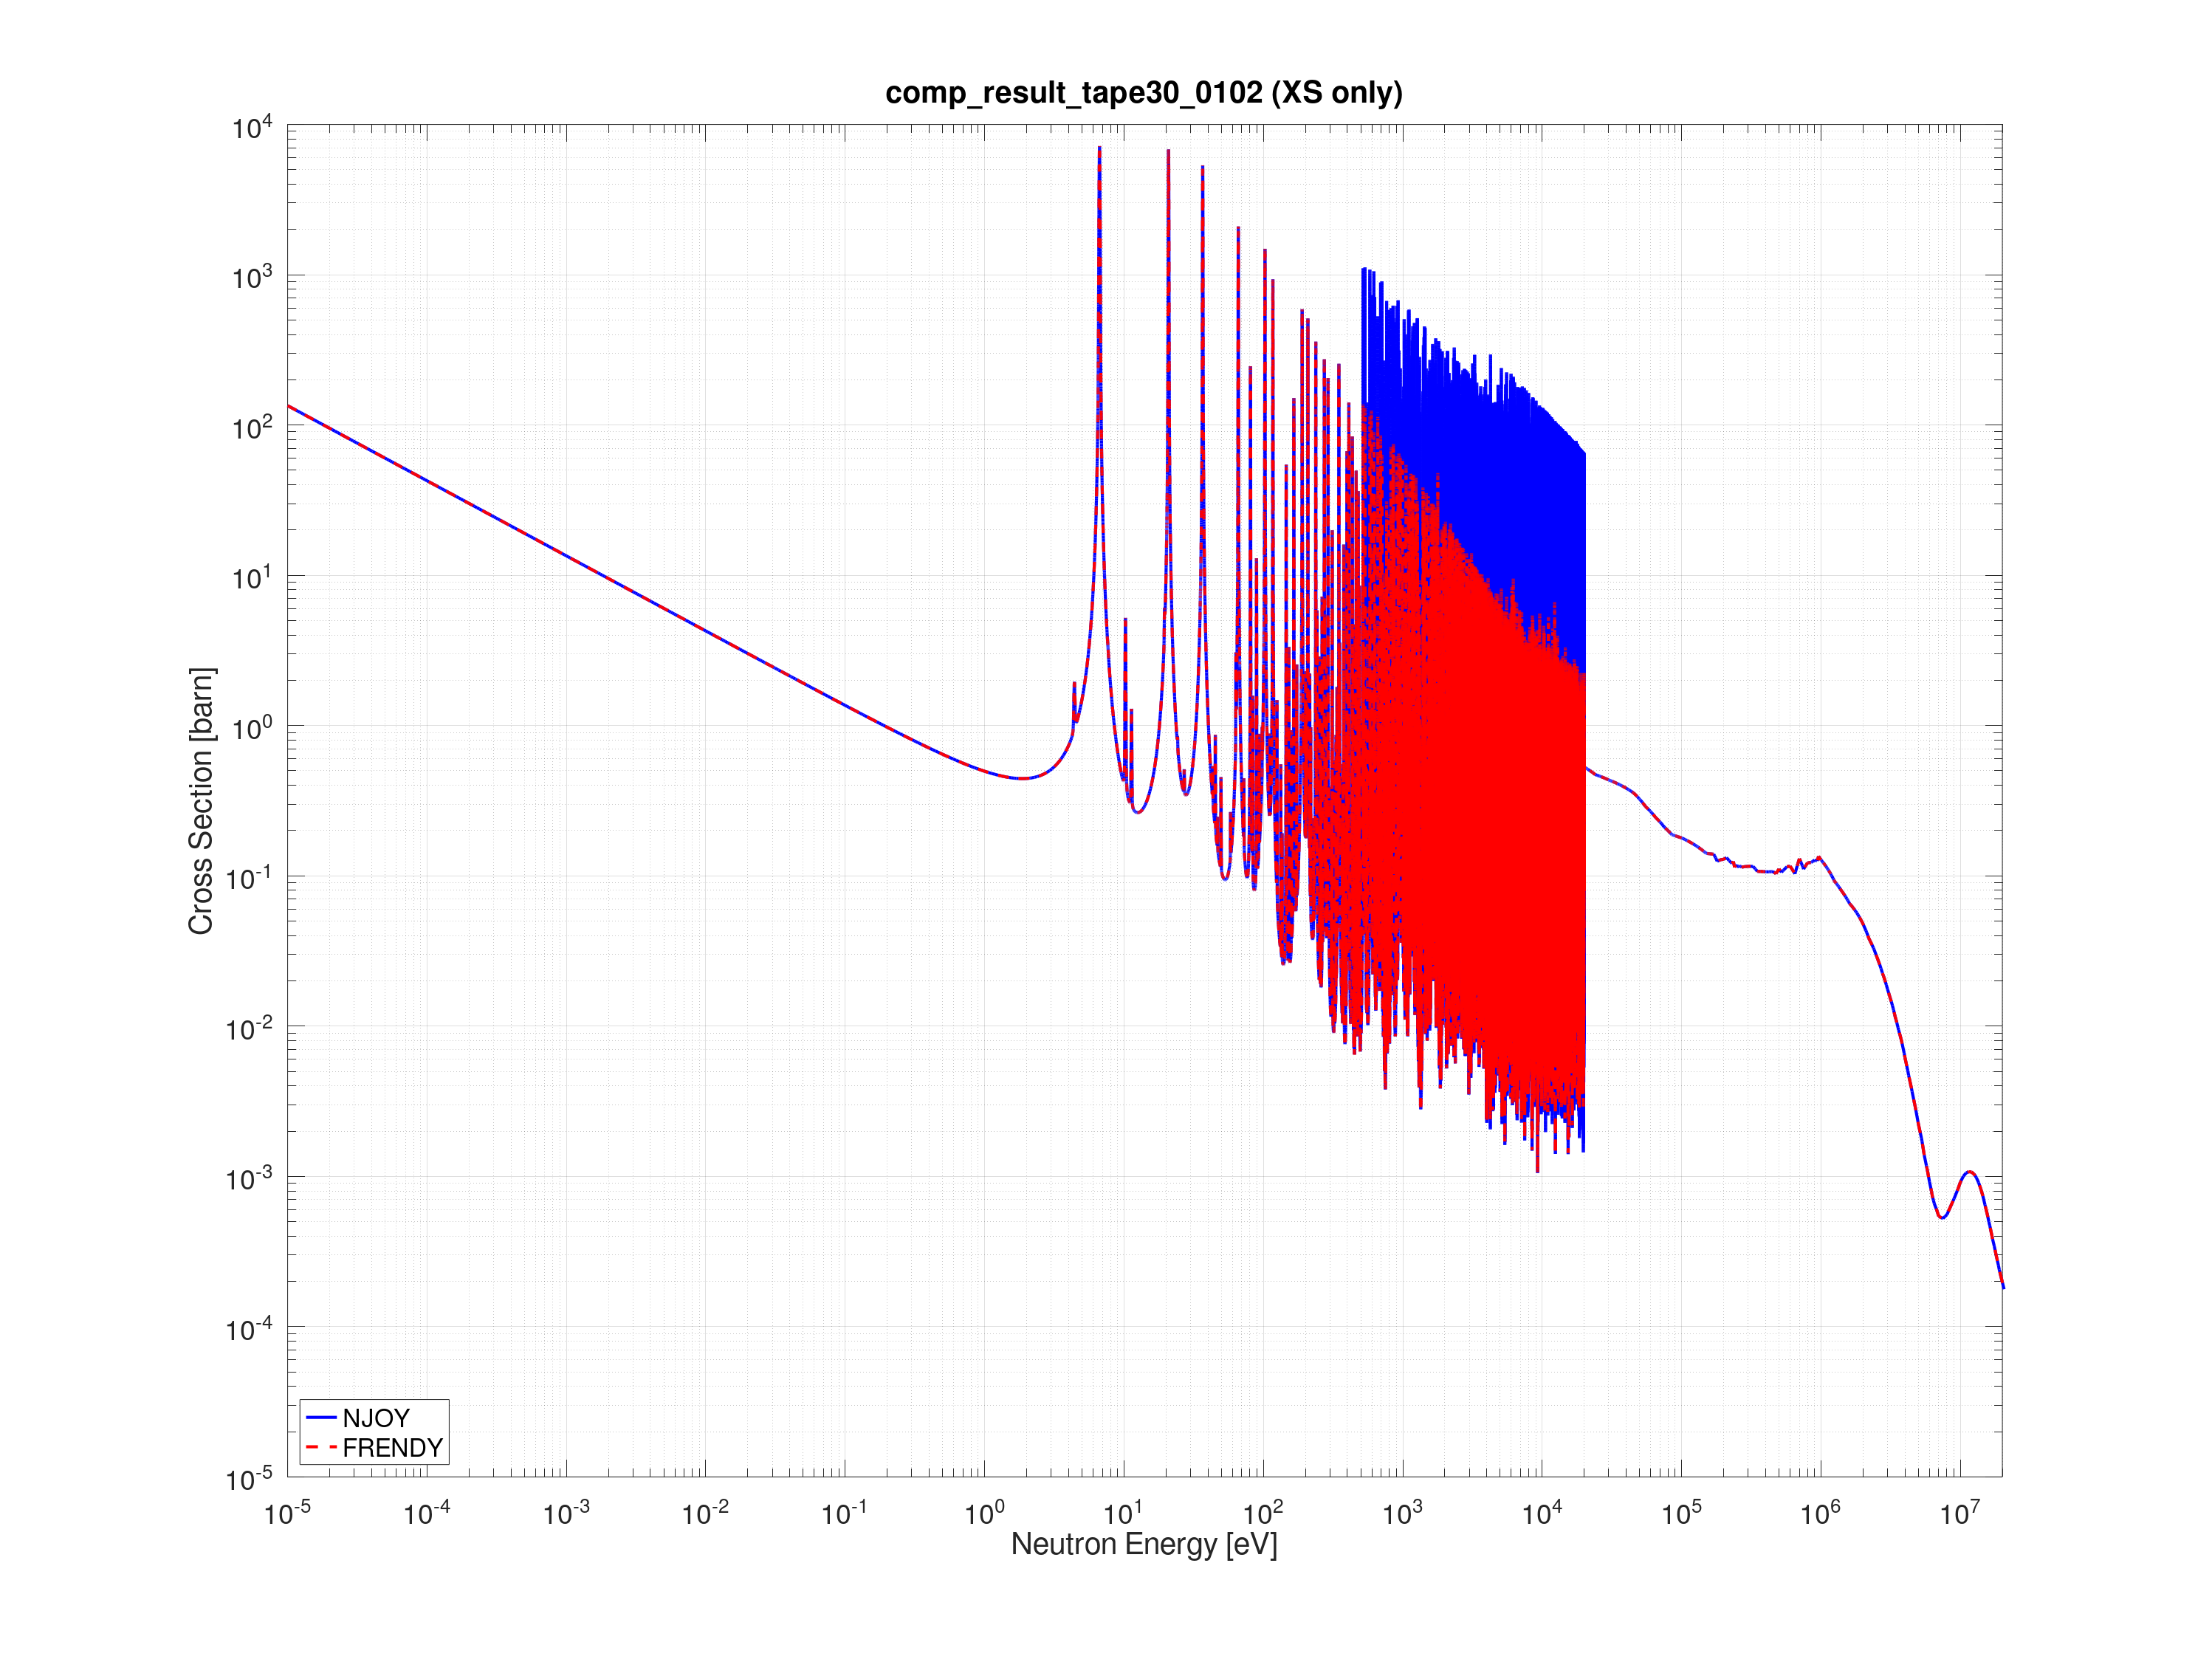 comp_result_tape30_0102 (XS only)
10^4
10^3
10^2
10^1
10^0
10^-1
10^-2
10^-3
10^-4
10^-5
Cross Section [barn]
NJOY
FRENDY
10^-5 10^-4 10^-3 10^-2 10^-1 10^0 10^1 10^2 10^3 10^4 10^5 10^6 10^7
Neutron Energy [eV]